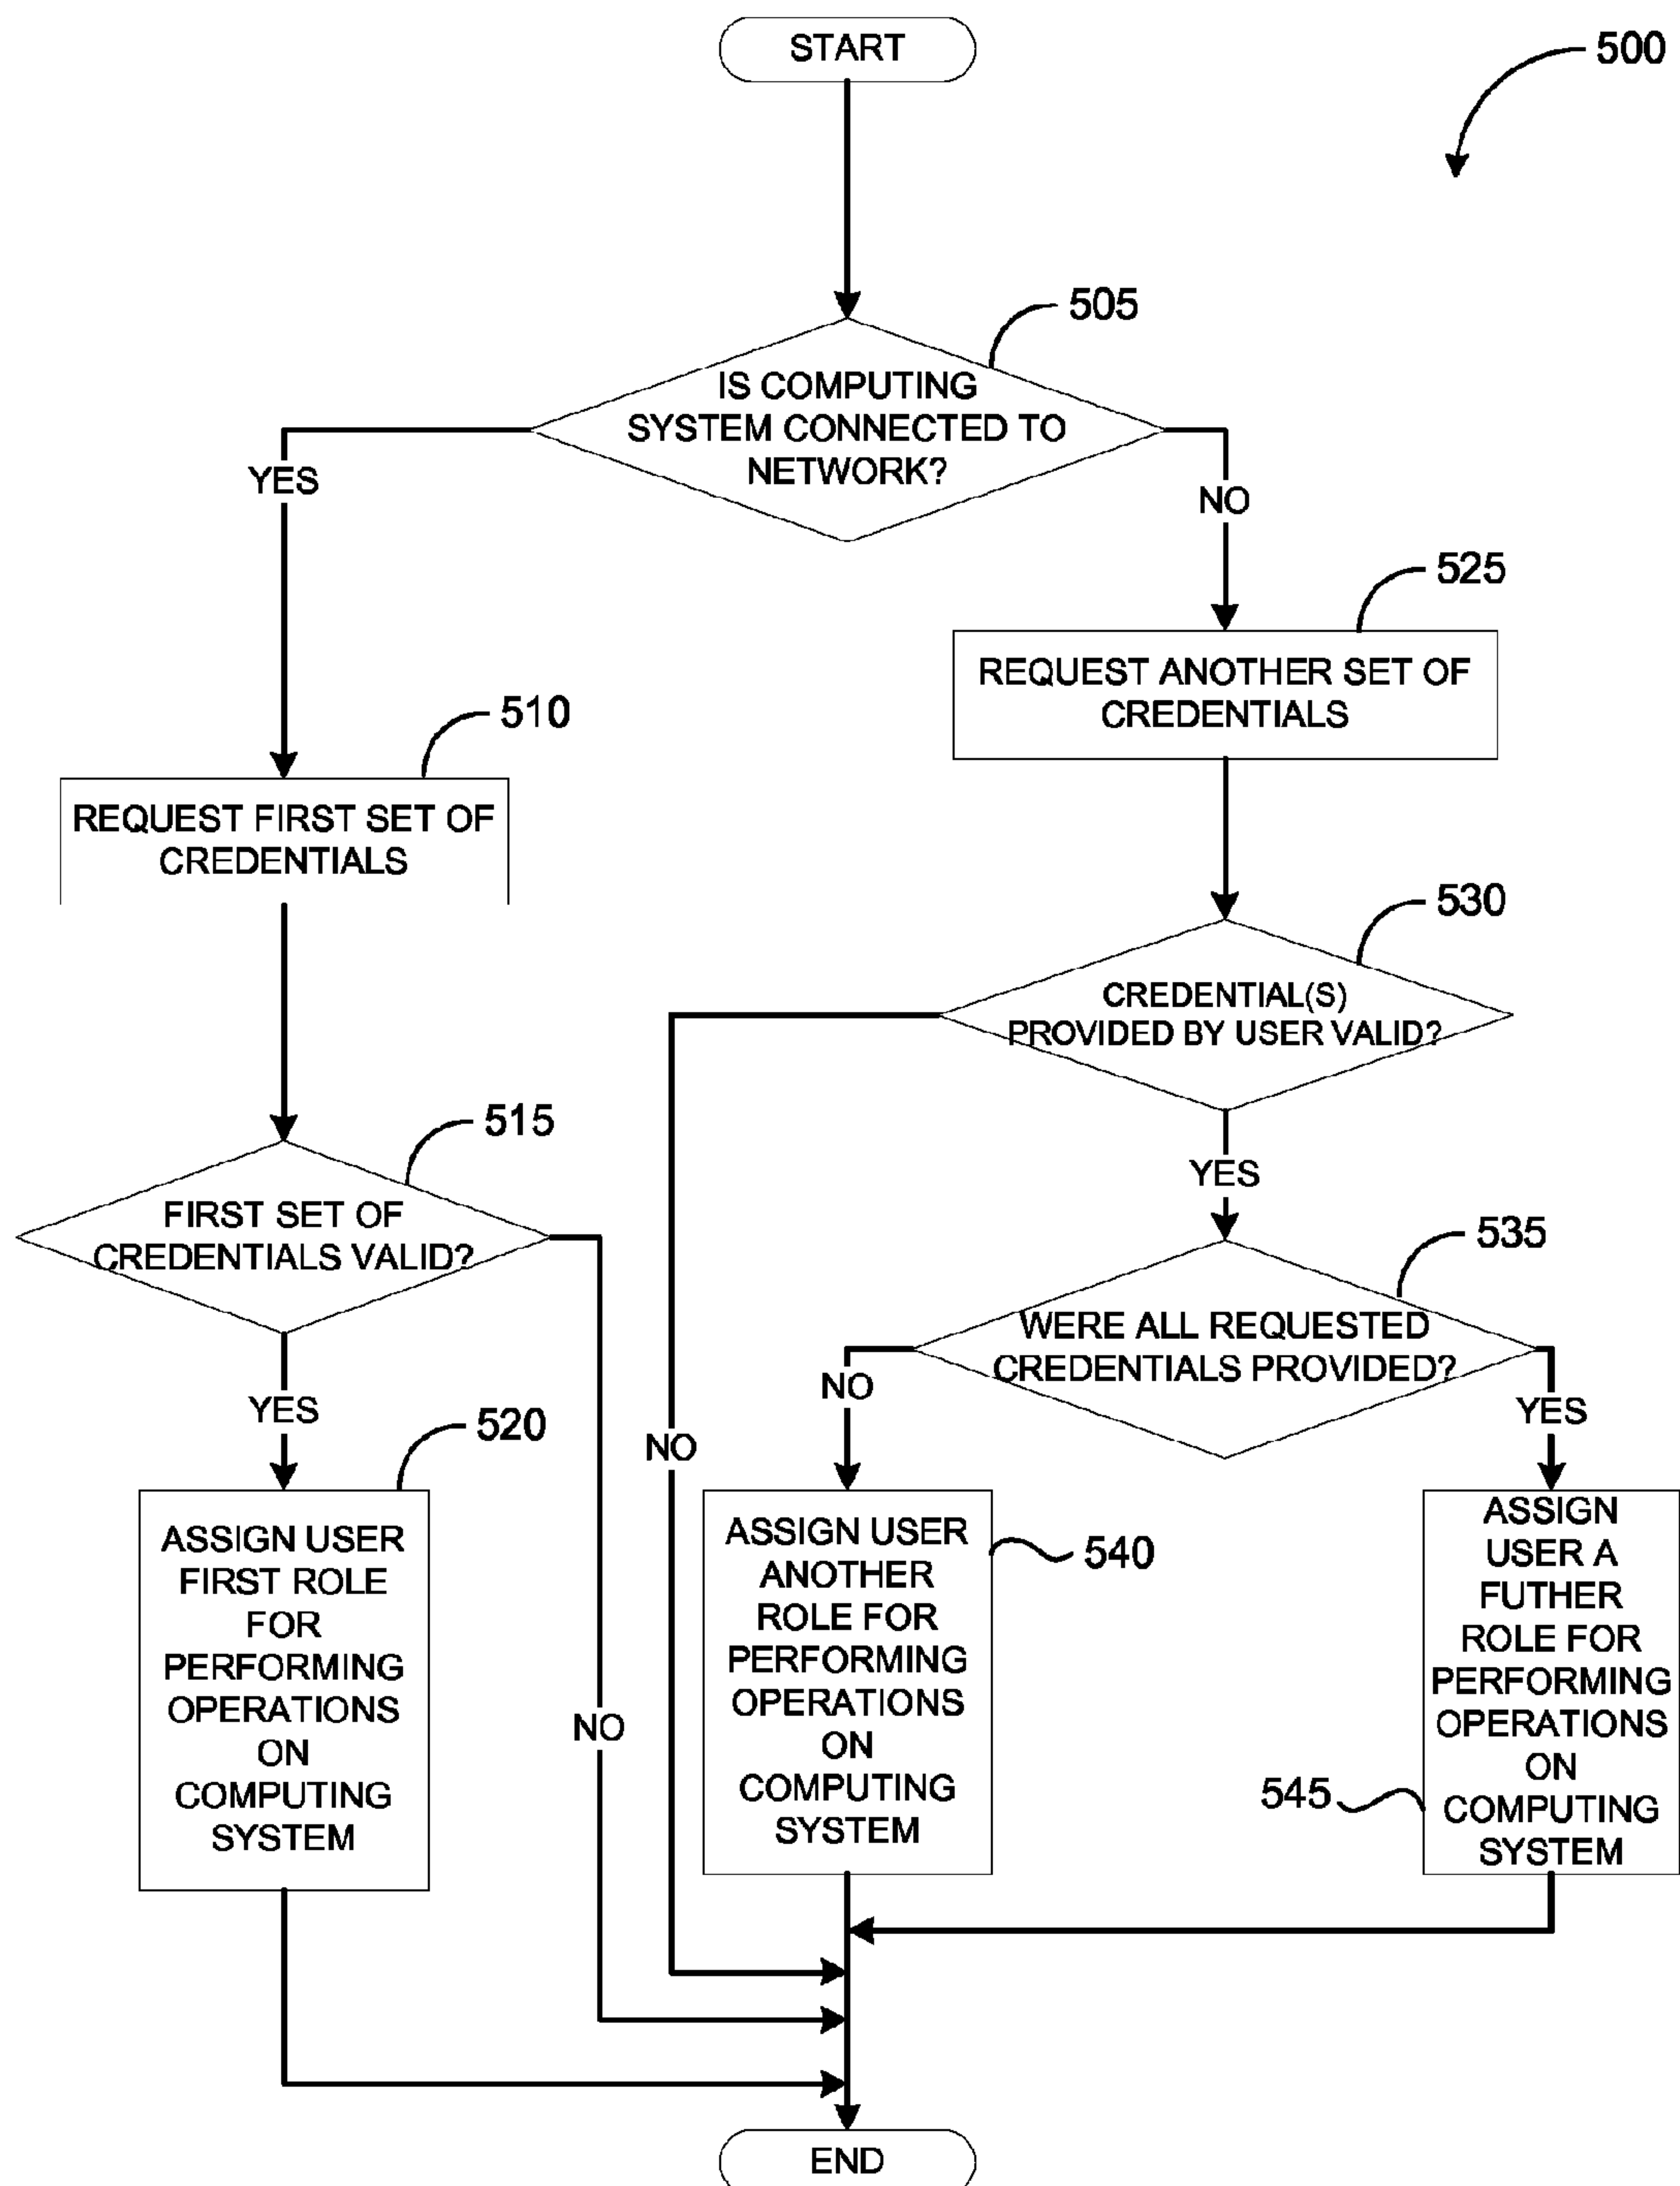 START
500
505
IS COMPUTING
SYSTEM CONNECTED TO
NETWORK?
YES
NO
525
REQUEST ANOTHER SET OF
CREDENTIALS
510
REQUEST FIRST SET OF
CREDENTIALS
530
CREDENTIAL(S)
PROVIDED BY USER VALID?
515
FIRST SET OF
CREDENTIALS VALID?
YES
535
WERE ALL REQUESTED
CREDENTIALS PROVIDED?
NO
YES
YES
520
NO
ASSIGN USER
FIRST ROLE
FOR
PERFORMING
OPERATIONS
ON
COMPUTING
SYSTEM
NO
ASSIGN USER
ANOTHER
ROLE FOR
PERFORMING
OPERATIONS
ON
COMPUTING
SYSTEM
540
ASSIGN
USER A
FUTHER
ROLE FOR
PERFORMING
OPERATIONS
ON
COMPUTING
SYSTEM
545
END